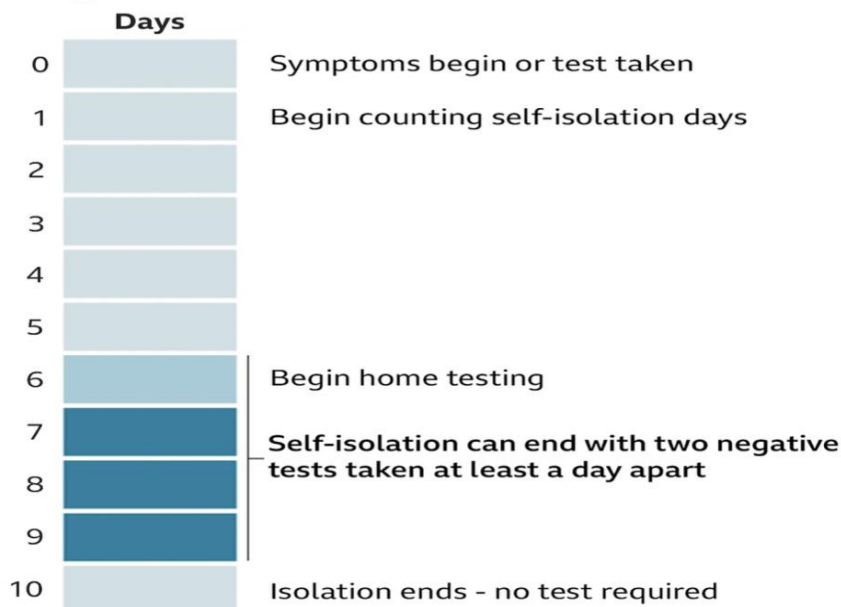 Days
0 Symptoms begin or test taken
1 Begin counting self-isolation days
2
3
4
5
6 Begin home testing
7
Self-isolation can end with two negative
tests taken at least a day apart
8
9
10 Isolation ends - no test required